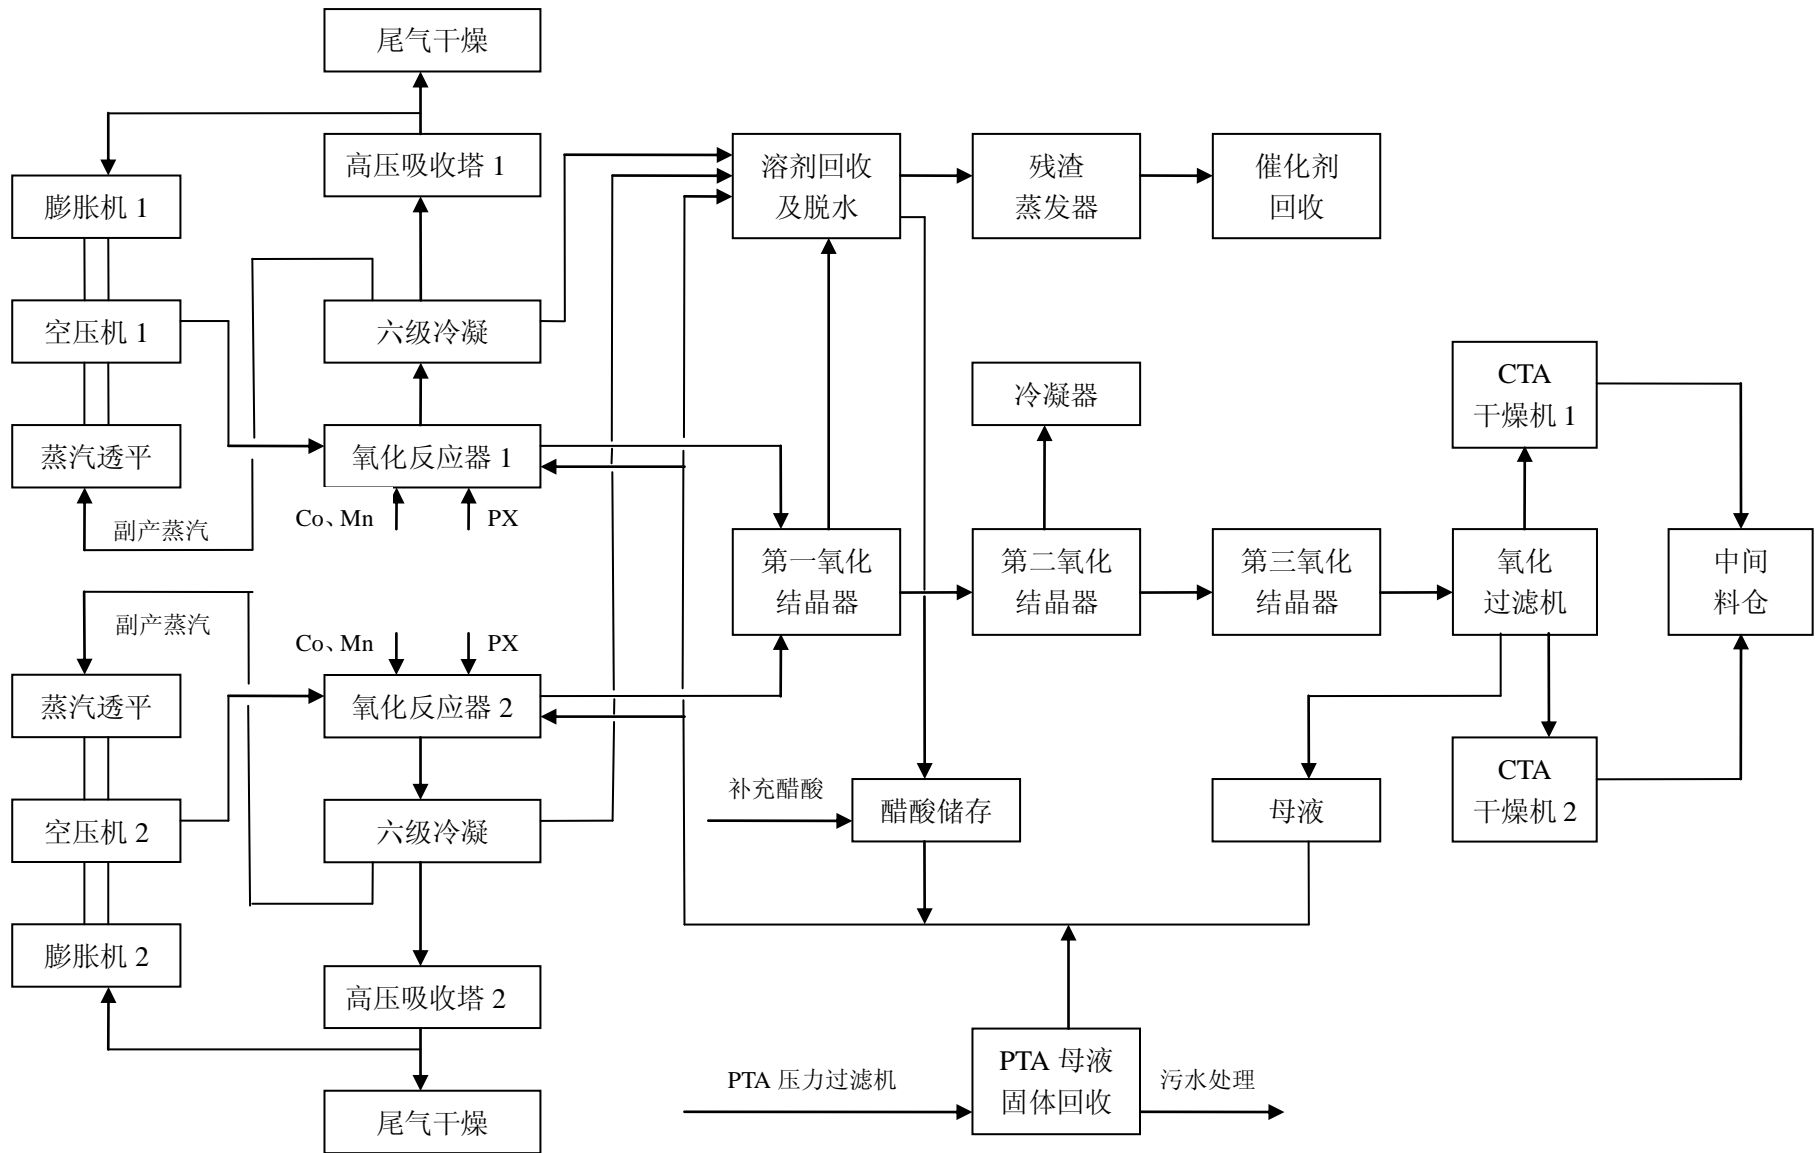 尾气干燥
高压吸收塔 1
溶剂回收
及脱水
残渣
蒸发器
催化剂
回收
膨胀机 1
空压机 1
六级冷凝
CTA
干燥机 1
冷凝器
蒸汽透平
氧化反应器 1
Co、Mn
PX
副产蒸汽
第一氧化
结晶器
第二氧化
结晶器
第三氧化
结晶器
氧化
过滤机
中间
料仓
副产蒸汽
Co、Mn
PX
蒸汽透平
氧化反应器 2
CTA
干燥机 2
补充醋酸
醋酸储存
母液
空压机 2
六级冷凝
膨胀机 2
高压吸收塔 2
PTA 压力过滤机
PTA 母液
固体回收
污水处理
尾气干燥